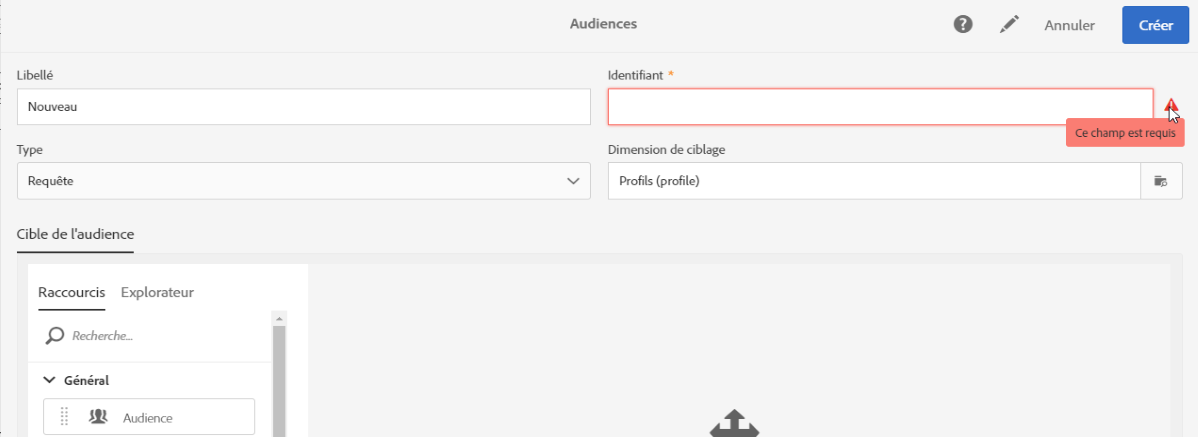 Audiences
Annuler
Créer
Libellé
Identifiant *
Nouveau
Ce champ est requis
Type
Dimension de ciblage
Requête
Profils (profile)
Cible de l'audience
Raccourcis
Explorateur
Recherche...
Général
Audience